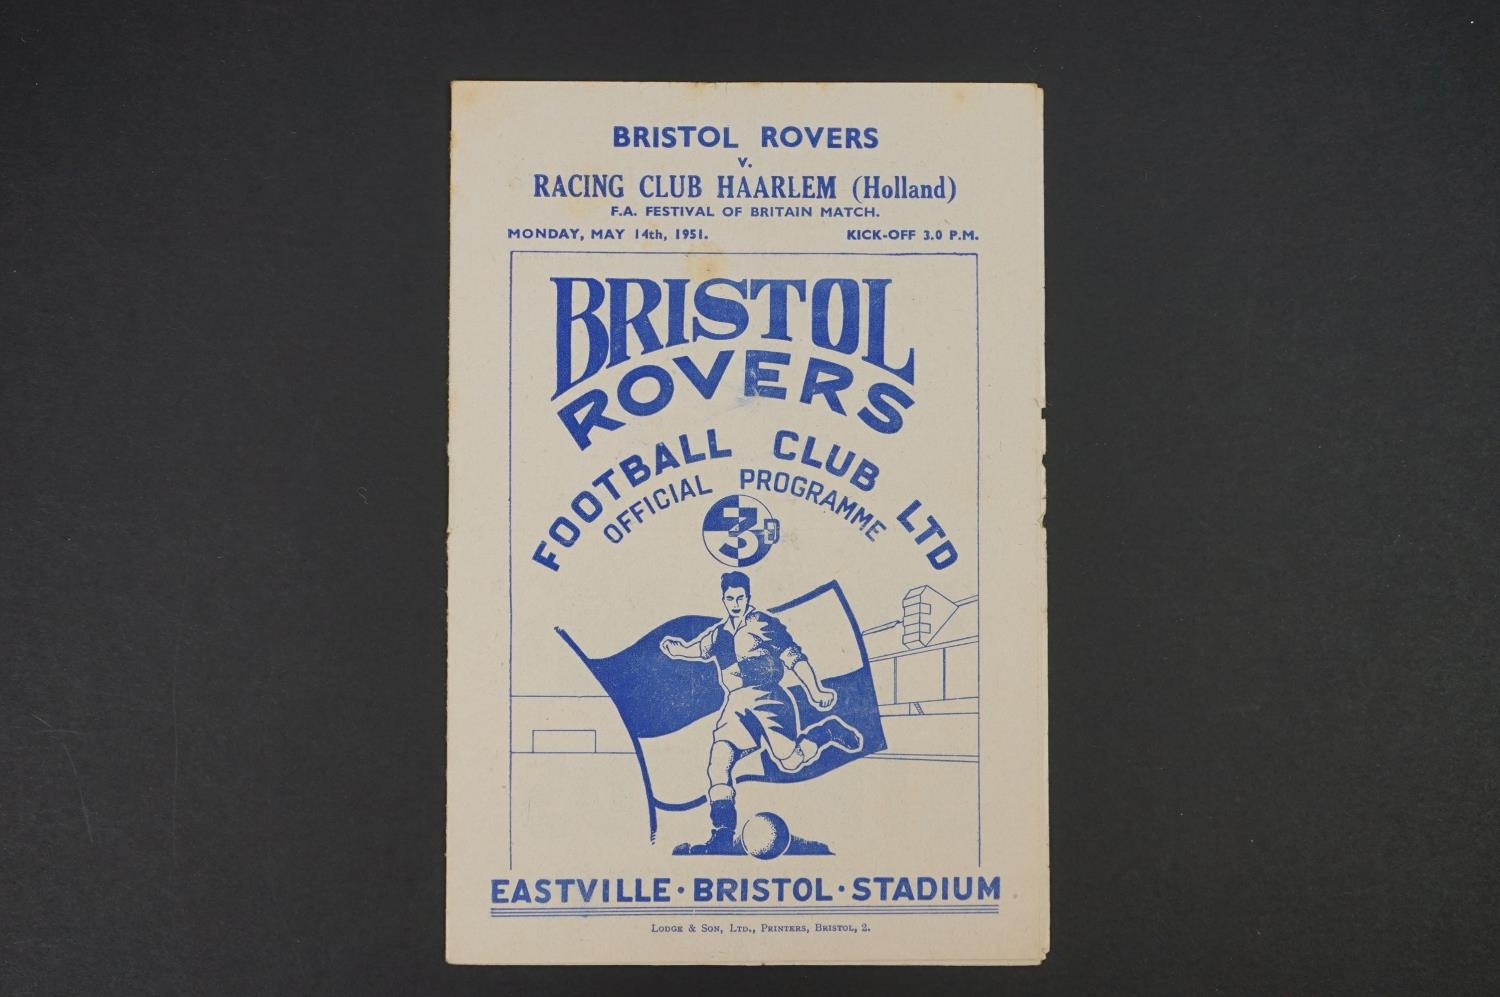 BRISTOL ROVERS
v.
RACING CLUB HAARLEM (Holland)
F.A. FESTIVAL OF BRITAIN MATCH.
MONDAY, MAY 14th, 1951. KICK-OFF 3.0 P.M.
BRISTOL
ROVERS
FOOTBALL CLUB LTD
OFFICIAL PROGRAMME
3D
EASTVILLE · BRISTOL · STADIUM
Lodge & Son, Ltd., Printers, Bristol, 2.